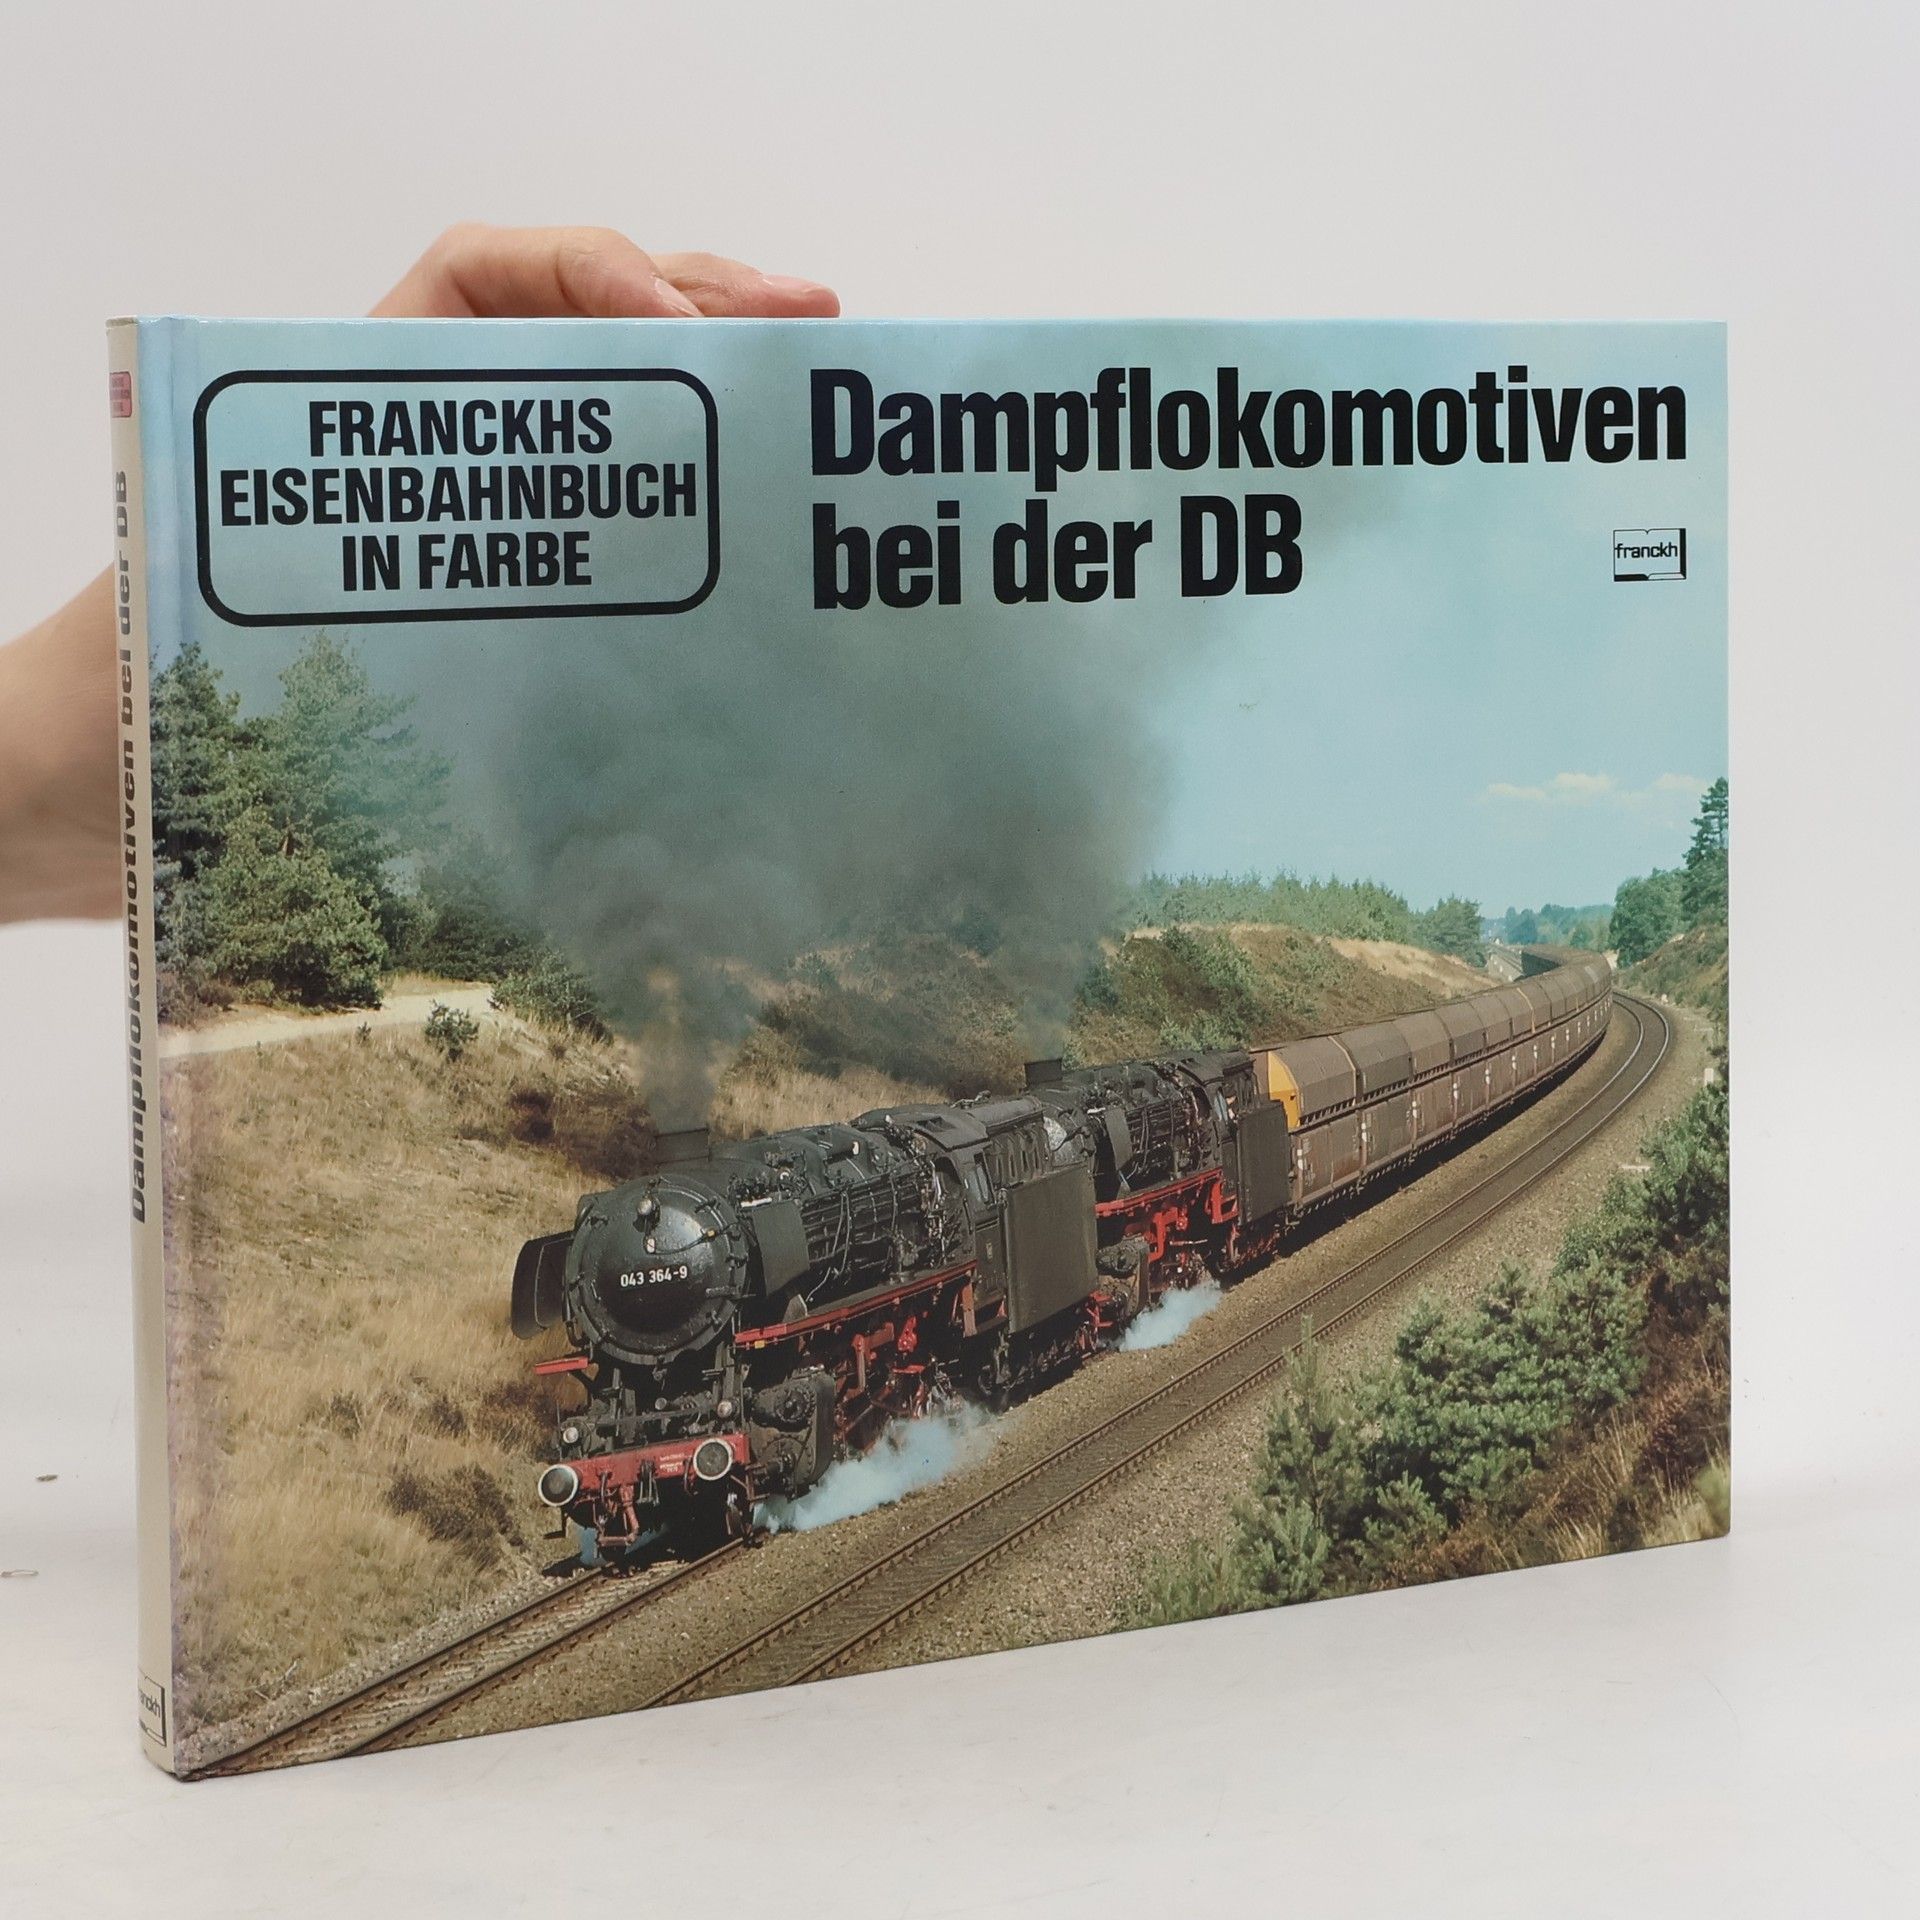 FRANCKHS
EISENBAHNBUCH
IN FARBE
Dampflokomotiven
bei der DB
franckh
043 364-9
Dampflokomotiven bei der DB
franckh